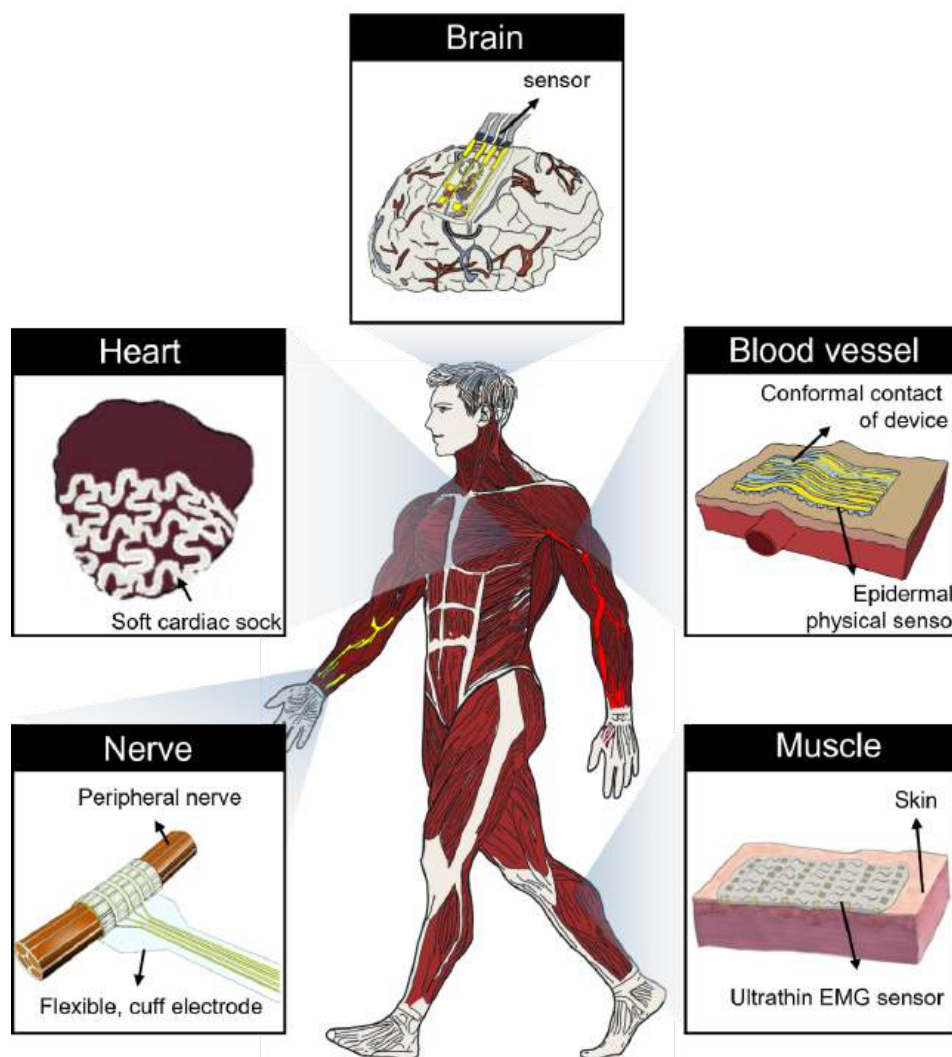 Brain
sensor
Heart
Soft cardiac sock
Blood vessel
Conformal contact
of device
Epidermal
physical senso
Nerve
Peripheral nerve
Flexible, cuff electrode
Muscle
Skin
Ultrathin EMG sensor